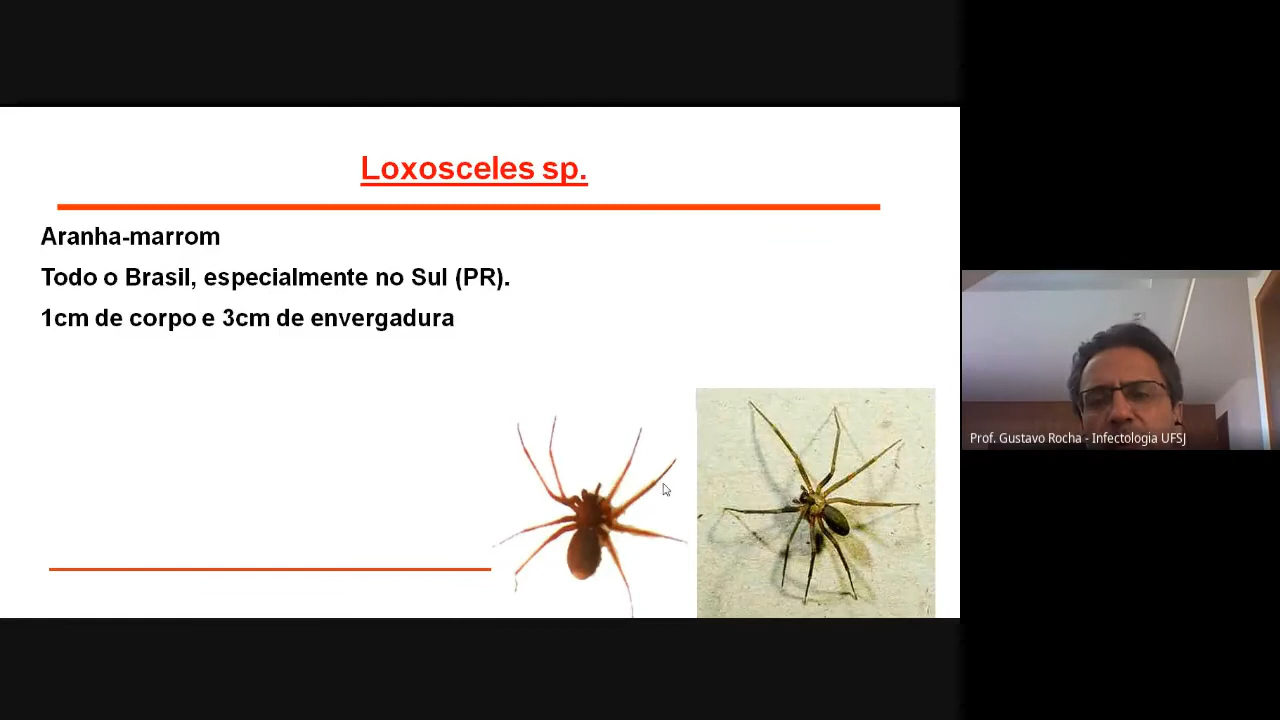 Loxosceles sp.
Aranha-marrom
Todo o Brasil, especialmente no Sul (PR).
1cm de corpo e 3cm de envergadura
Prof. Gustavo Rocha - Infectologia UFSJ